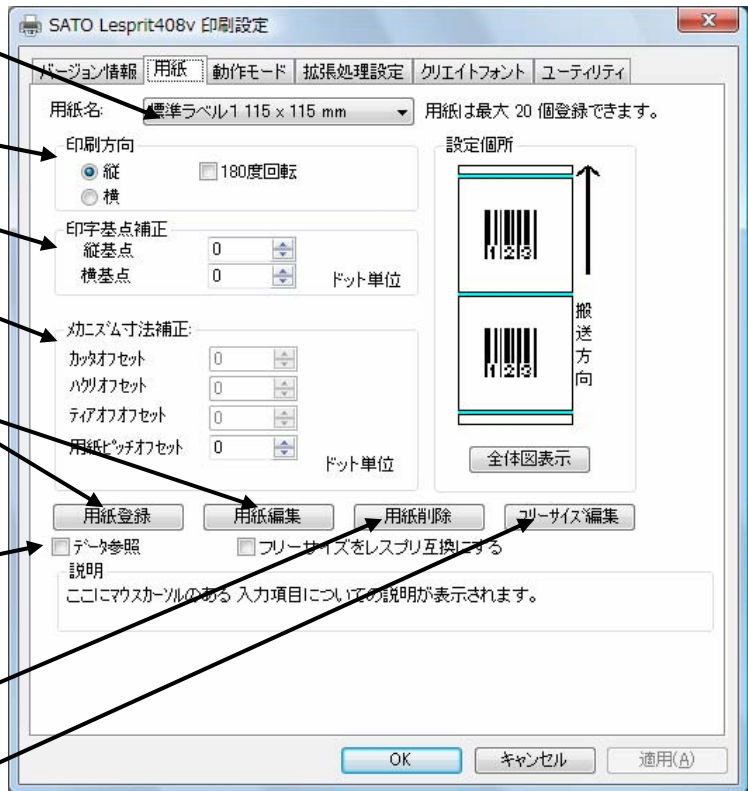 SATO Lesprit408v 印刷設定
バージョン情報 用紙 動作モード 拡張処理設定 クリエイトフォント ユーティリティ
用紙名: 標準ラベル1 115 x 115 mm 用紙は最大 20 個登録できます。
印刷方向
縦 180度回転
横
印字基点補正
縦基点 0
横基点 0 ドット単位
メカニズム寸法補正:
カッタオフセット 0
ハクリオフセット 0
ティアオフオフセット 0
用紙ピッチオフセット 0 ドット単位
設定個所
123
123
搬送方向
全体図表示
用紙登録 用紙編集 用紙削除 フリーサイズ編集
データ参照 フリーサイズをレスプリ互換にする
説明
ここにマウスカーソルのある 入力項目についての説明が表示されます。
OK キャンセル 適用(A)